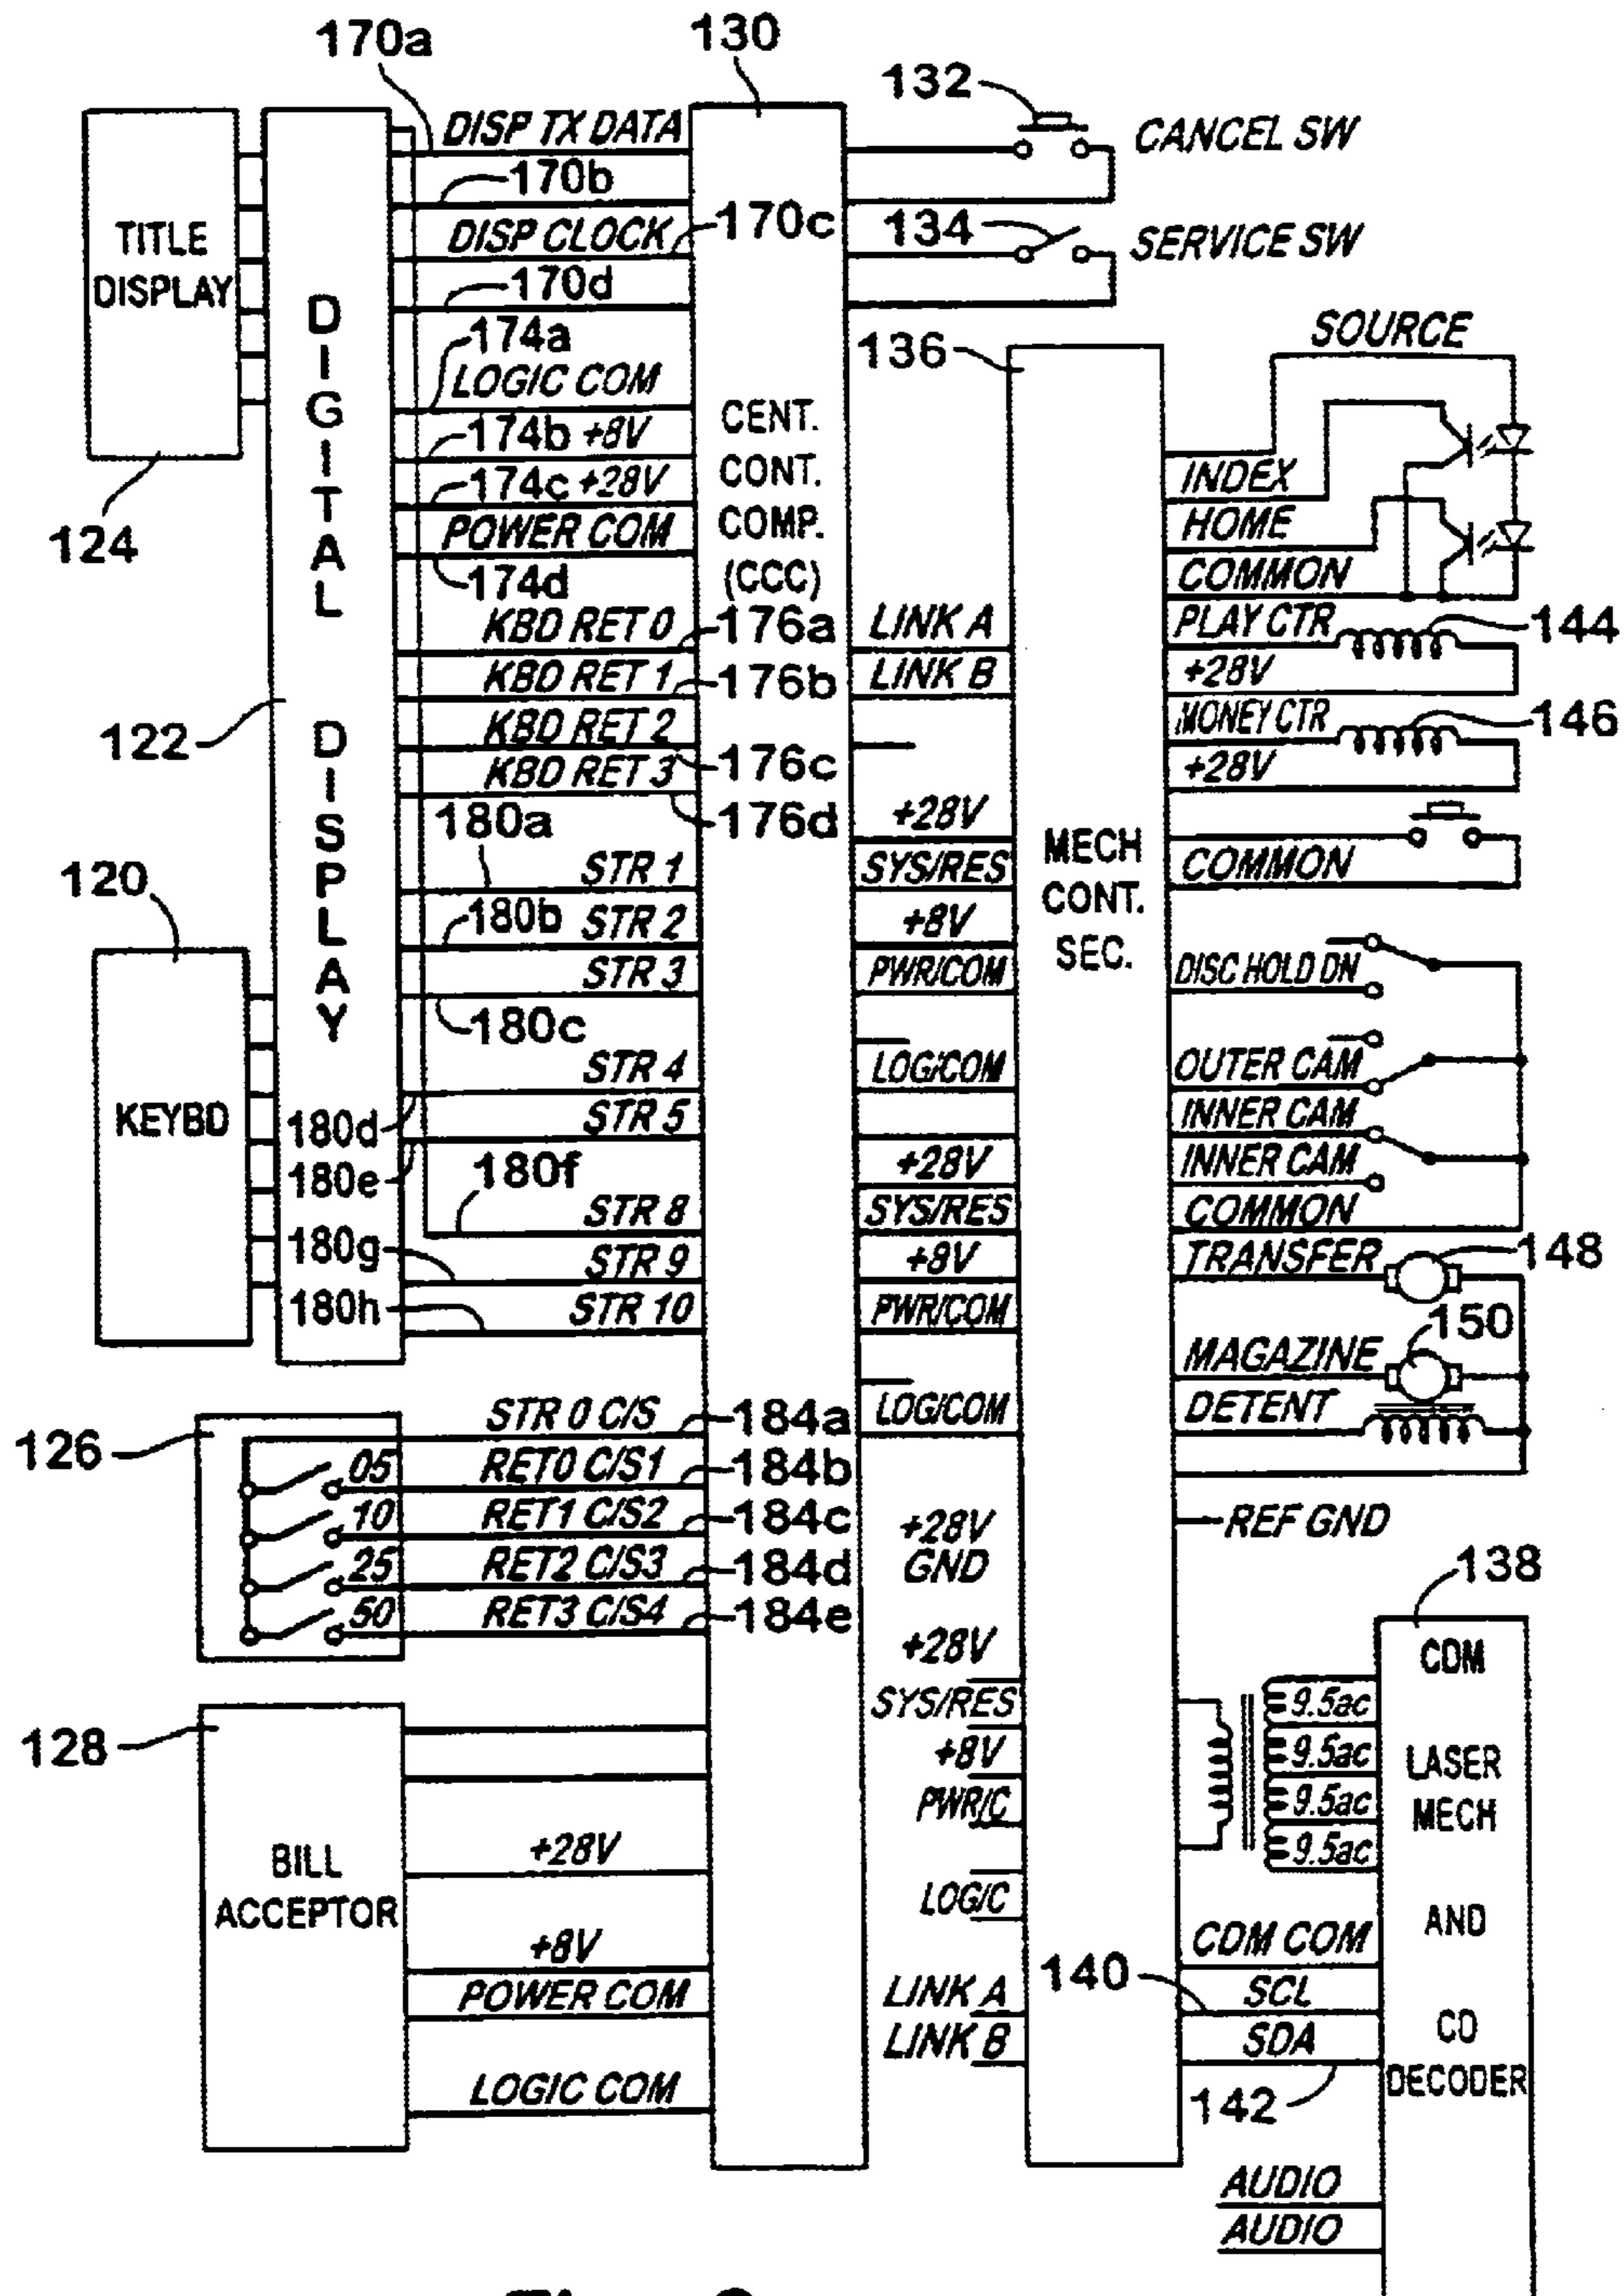 170a
130
132
CANCEL SW
DISP TX DATA
170b
TITLE
DISPLAY
DISP CLOCK
170c
134
SERVICE SW
170d
174a
LOGIC COM
174b +8V
174c +28V
POWER COM
174d
124
DIGITAL
DISPLAY
122
CENT.
CONT.
COMP.
(CCC)
136
SOURCE
INDEX
HOME
COMMON
KBD RET 0
176a
LINK A
PLAY CTR
144
KBD RET 1
176b
LINK B
+28V
KBD RET 2
176c
MONEY CTR
146
KBD RET 3
176d
+28V
+28V
180a
STR 1
SYS/RES
MECH
CONT.
SEC.
COMMON
120
180b
STR 2
+8V
STR 3
PWR/COM
DISC HOLD DN
180c
STR 4
LOG/COM
OUTER CAM
KEYBD
180d
STR 5
INNER CAM
180e
+28V
INNER CAM
180f
STR 8
SYS/RES
COMMON
180g
STR 9
+8V
TRANSFER
148
180h
STR 10
PWR/COM
150
MAGAZINE
126
STR 0 C/S
184a
LOG/COM
DETENT
.05
RET0 C/S1
184b
.10
RET1 C/S2
184c
+28V
REF GND
.25
RET2 C/S3
184d
GND
138
.50
RET3 C/S4
184e
+28V
CDM
LASER
MECH
AND
CD
DECODER
128
SYS/RES
9.5ac
+8V
9.5ac
PWR/C
9.5ac
BILL
ACCEPTOR
+28V
9.5ac
LOG/C
+8V
CDM COM
POWER COM
LINK A
140
SCL
LINK B
SDA
LOGIC COM
142
AUDIO
AUDIO